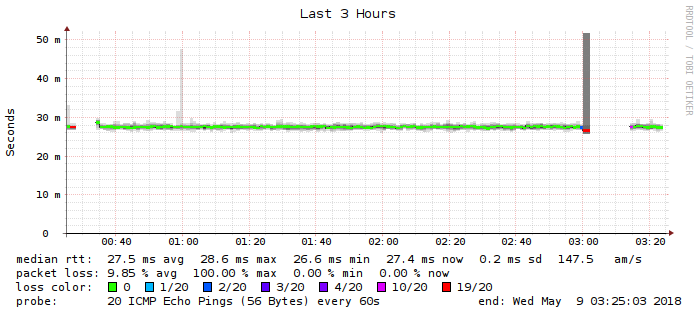 Last 3 Hours
RRDTOOL / TOBI OETIKER
Seconds
50 m
40 m
30 m
20 m
10 m
0
00:40 01:00 01:20 01:40 02:00 02:20 02:40 03:00 03:20
median rtt: 27.5 ms avg 28.6 ms max 26.6 ms min 27.4 ms now 0.2 ms sd 147.5 am/s
packet loss: 9.85 % avg 100.00 % max 0.00 % min 0.00 % now
loss color: 0 1/20 2/20 3/20 4/20 10/20 19/20
probe: 20 ICMP Echo Pings (56 Bytes) every 60s end: Wed May 9 03:25:03 2018